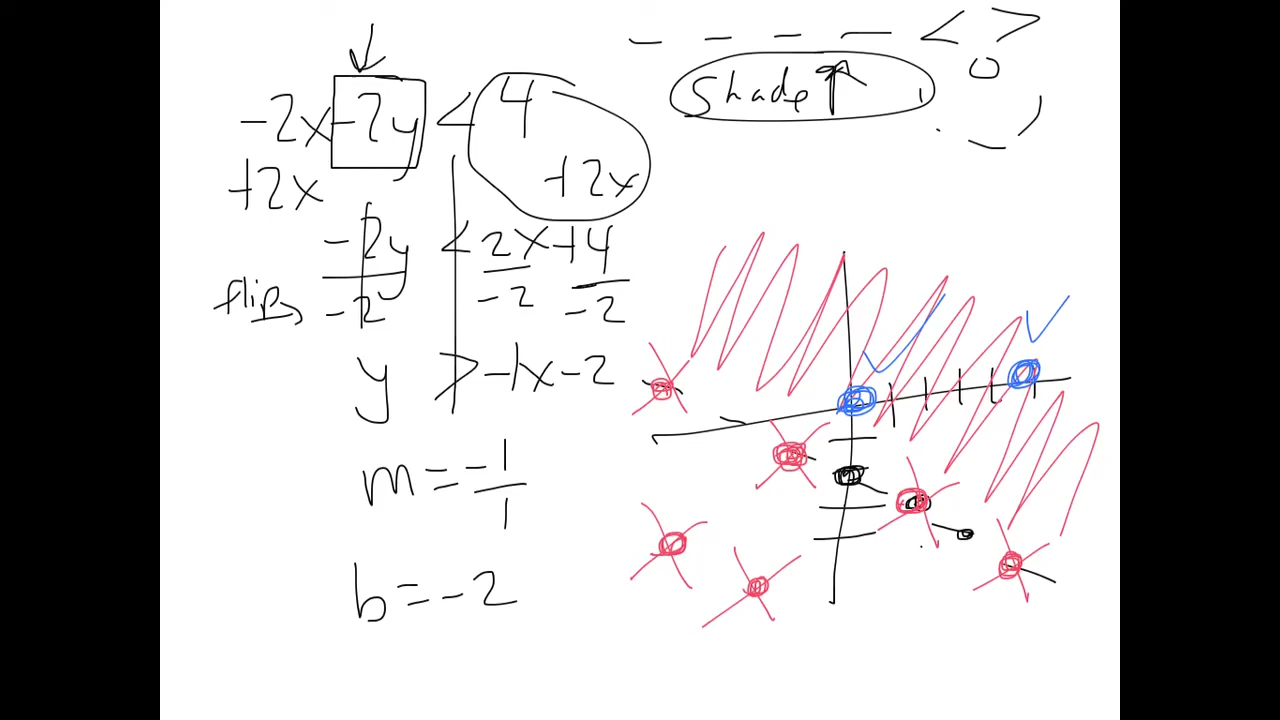 - - - - < >
Shade ↑
-2x -2y < 4
+2x +2x
-2y < 2x + 4
flip -2 -2 -2
y > -1x - 2
m = -1/1
b = -2